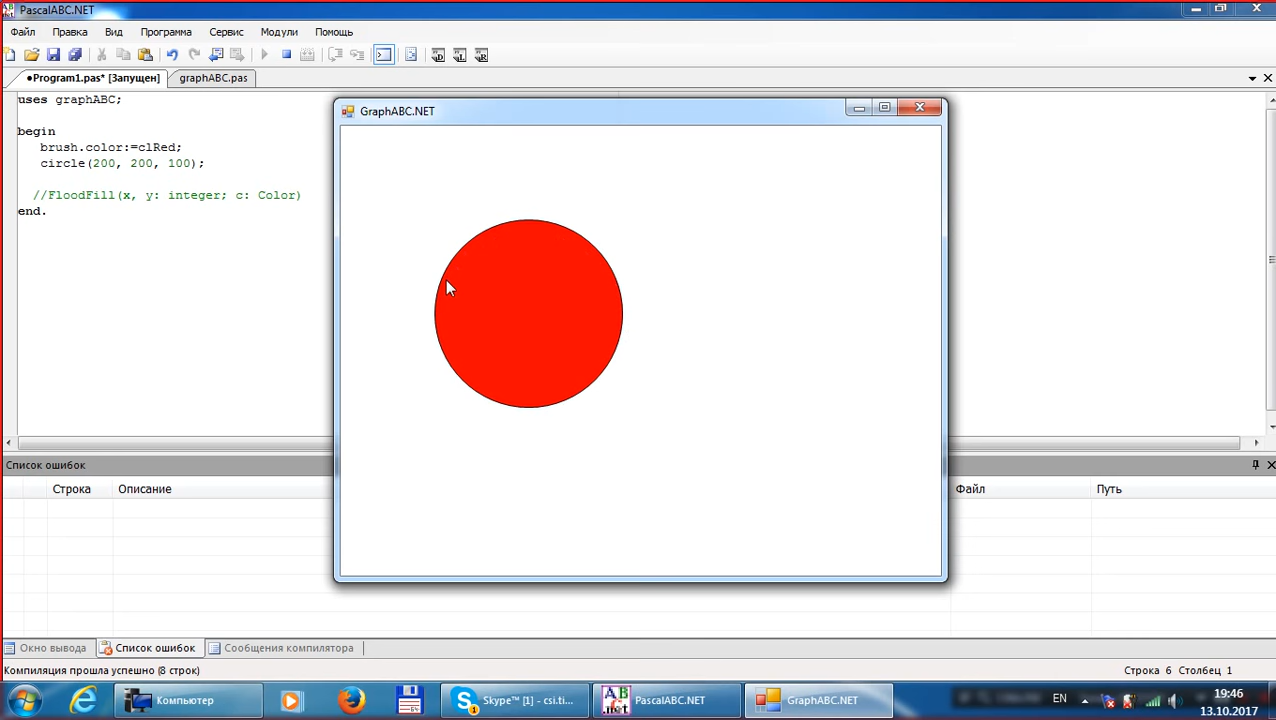 PascalABC.NET
Файл Правка Вид Программа Сервис Модули Помощь
•Program1.pas* [Запущен] graphABC.pas
uses graphABC;
begin
brush.color:=clRed;
circle(200, 200, 100);
//FloodFill(x, y: integer; c: Color)
end.
GraphABC.NET
Список ошибок
Строка Описание Файл Путь
Окно вывода Список ошибок Сообщения компилятора
Компиляция прошла успешно (8 строк) Строка 6 Столбец 1
Компьютер Skype™ [1] - csi.ti... PascalABC.NET GraphABC.NET EN 19:46
13.10.2017